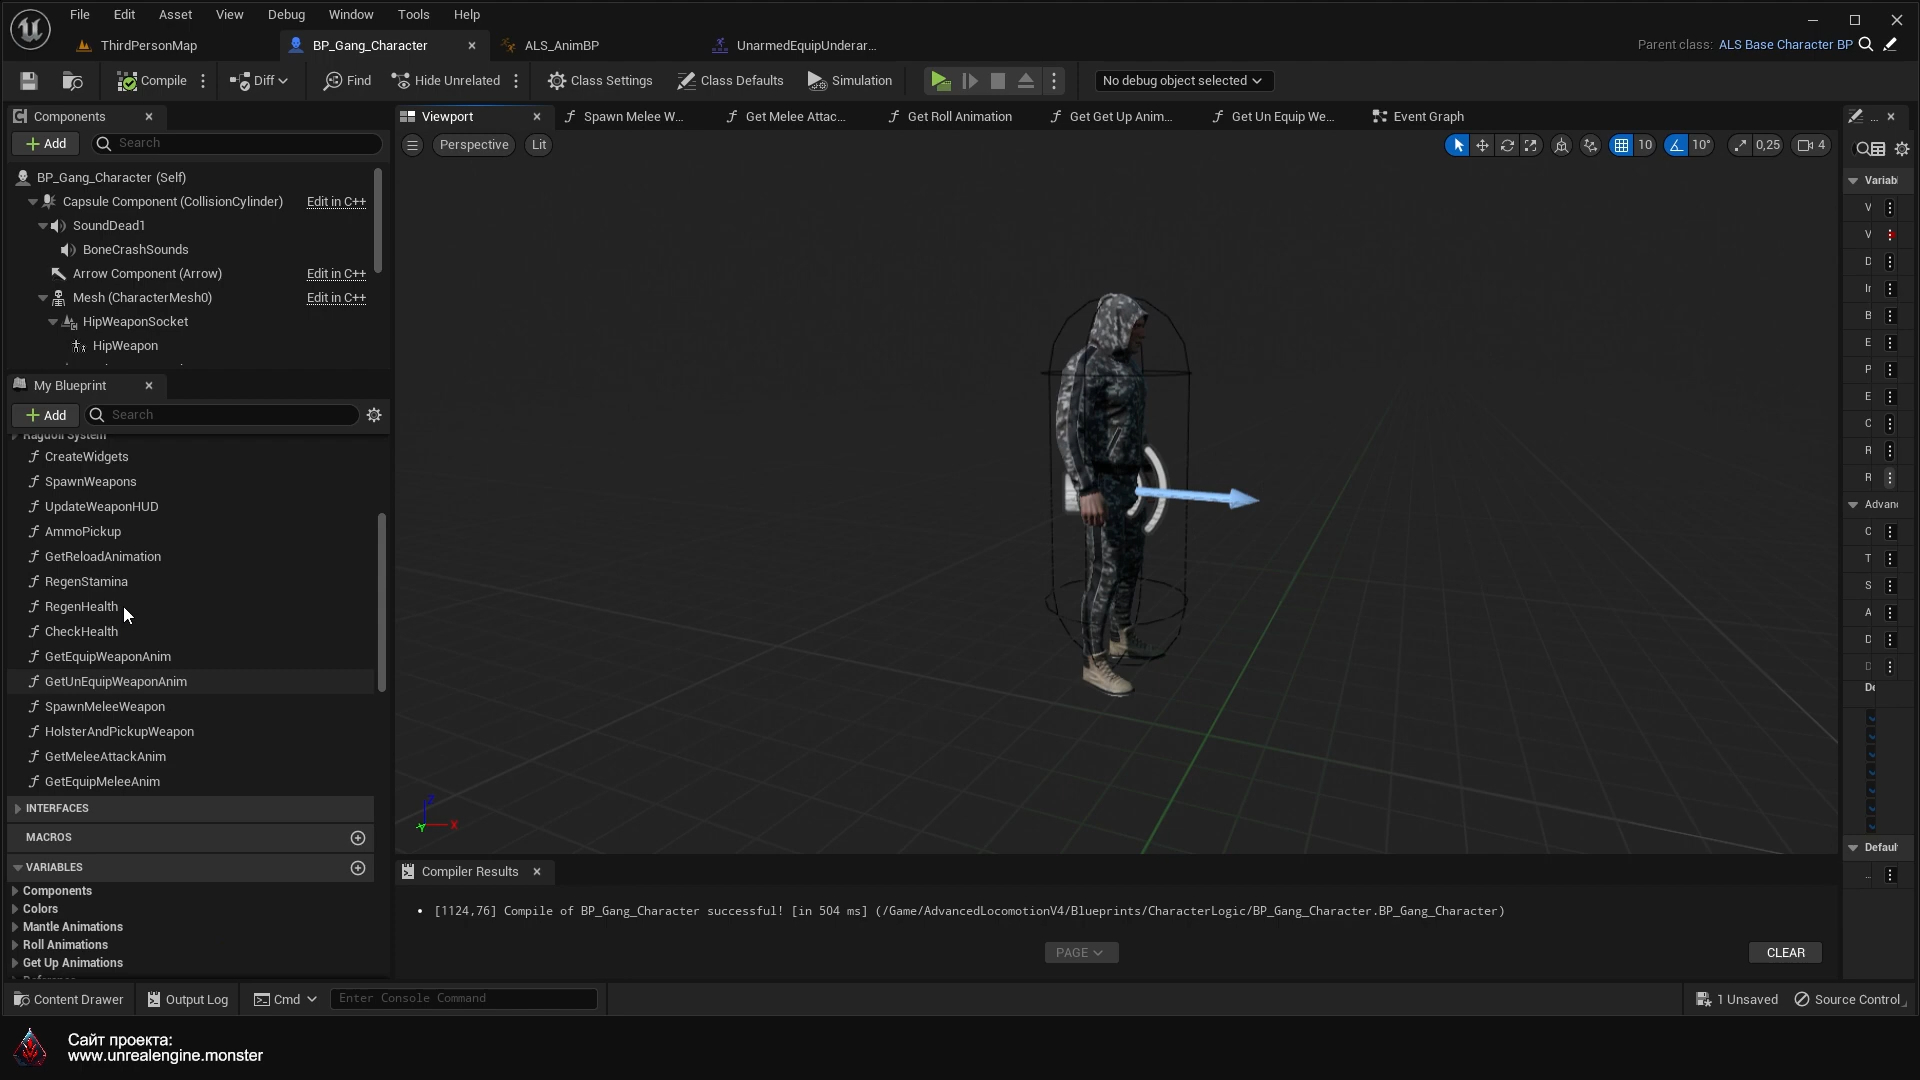 File Edit Asset View Debug Window Tools Help
ThirdPersonMap
BP_Gang_Character
ALS_AnimBP
UnarmedEquipUnderar...
Parent class: ALS Base Character BP
Compile
Diff
Find
Hide Unrelated
Class Settings
Class Defaults
Simulation
No debug object selected
Components
Add
Search
BP_Gang_Character (Self)
Capsule Component (CollisionCylinder) Edit in C++
SoundDead1
BoneCrashSounds
Arrow Component (Arrow) Edit in C++
Mesh (CharacterMesh0) Edit in C++
HipWeaponSocket
HipWeapon
My Blueprint
Add
Search
Ragdoll System
CreateWidgets
SpawnWeapons
UpdateWeaponHUD
AmmoPickup
GetReloadAnimation
RegenStamina
RegenHealth
CheckHealth
GetEquipWeaponAnim
GetUnEquipWeaponAnim
SpawnMeleeWeapon
HolsterAndPickupWeapon
GetMeleeAttackAnim
GetEquipMeleeAnim
INTERFACES
MACROS
VARIABLES
Components
Colors
Mantle Animations
Roll Animations
Get Up Animations
Viewport
Spawn Melee W...
Get Melee Attac...
Get Roll Animation
Get Get Up Anim...
Get Un Equip We...
Event Graph
Perspective
Lit
10
10°
0,25
4
Z
X
Y
Compiler Results
[1124,76] Compile of BP_Gang_Character successful! [in 504 ms] (/Game/AdvancedLocomotionV4/Blueprints/CharacterLogic/BP_Gang_Character.BP_Gang_Character)
PAGE
CLEAR
...
Variabl
V
V
D
In
B
E
P
E
C
R
R
Advanc
C
T
S
A
D
D
De
Defaul
...
Content Drawer
Output Log
Cmd
Enter Console Command
1 Unsaved
Source Control
Сайт проекта:
www.unrealengine.monster